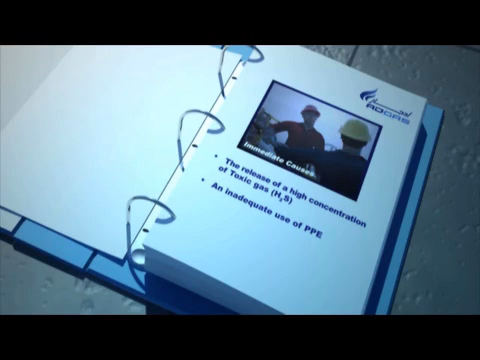 ADGAS
Immediate Causes
• The release of a high concentration
of Toxic gas (H₂S)
• An inadequate use of PPE